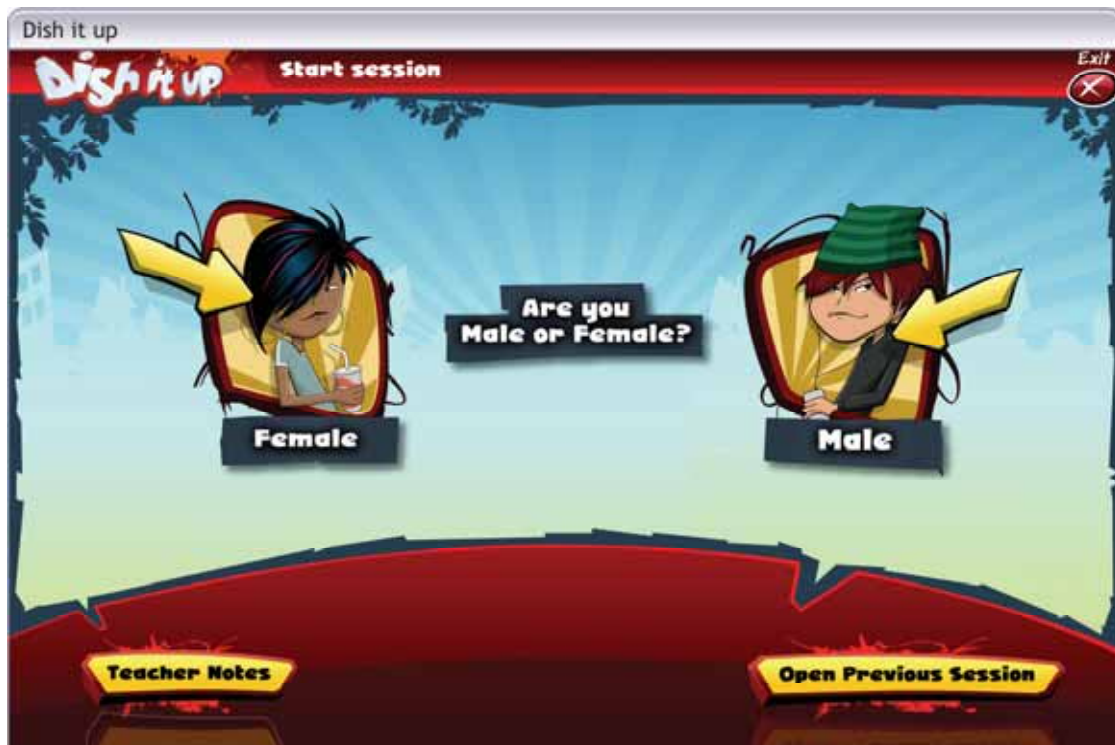 Dish it up
Dish it up
Start session
Exit
Are you
Male or Female?
Female
Male
Teacher Notes
Open Previous Session